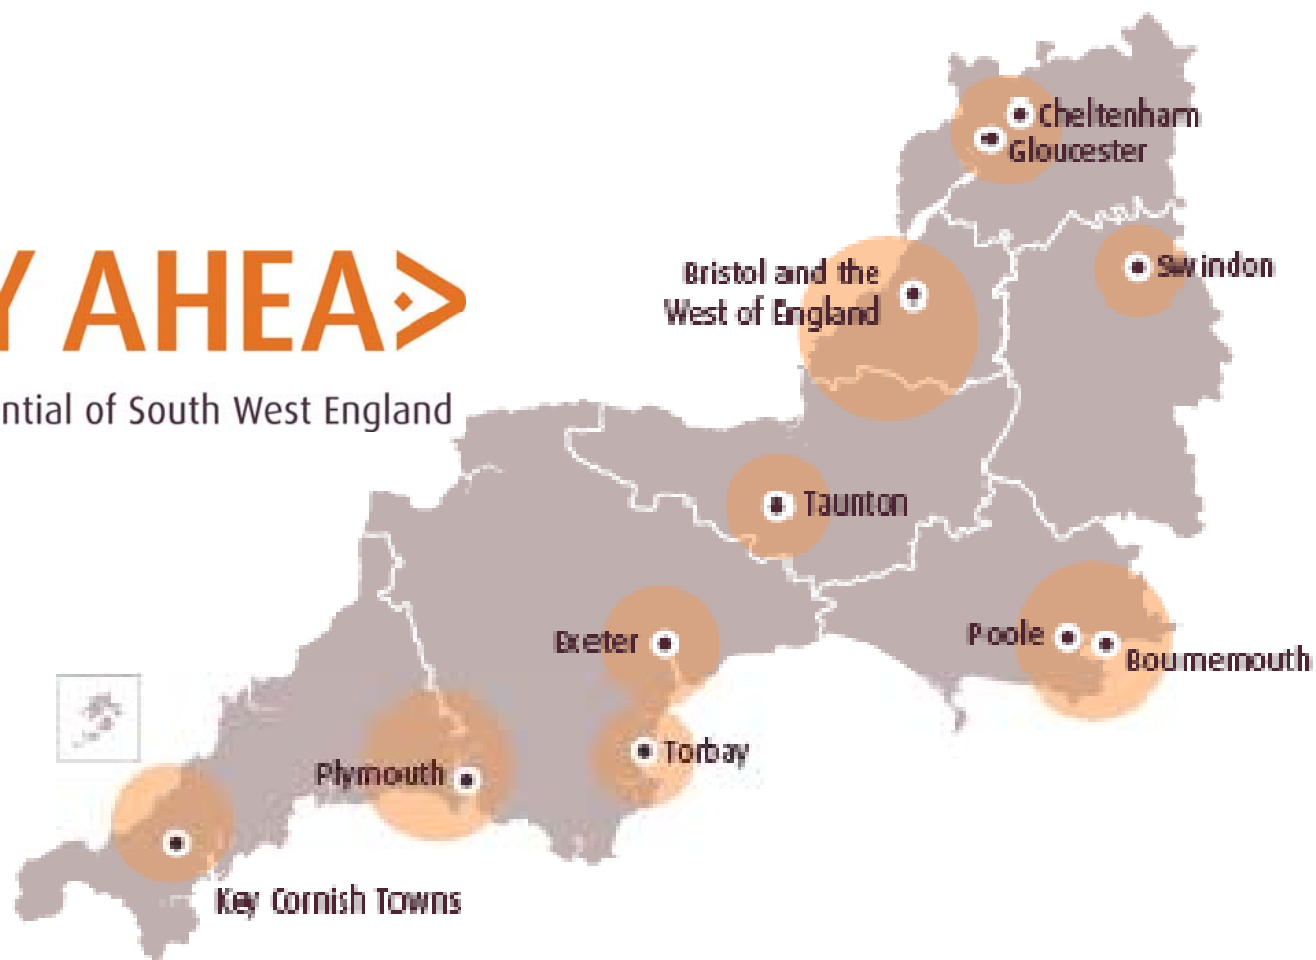 Cheltenham
Gloucester
Y AHEA>
Bristol and the
West of England
Swindon
ntial of South West England
Taunton
Exeter
Poole
Bournemouth
Torbay
Plymouth
Key Cornish Towns